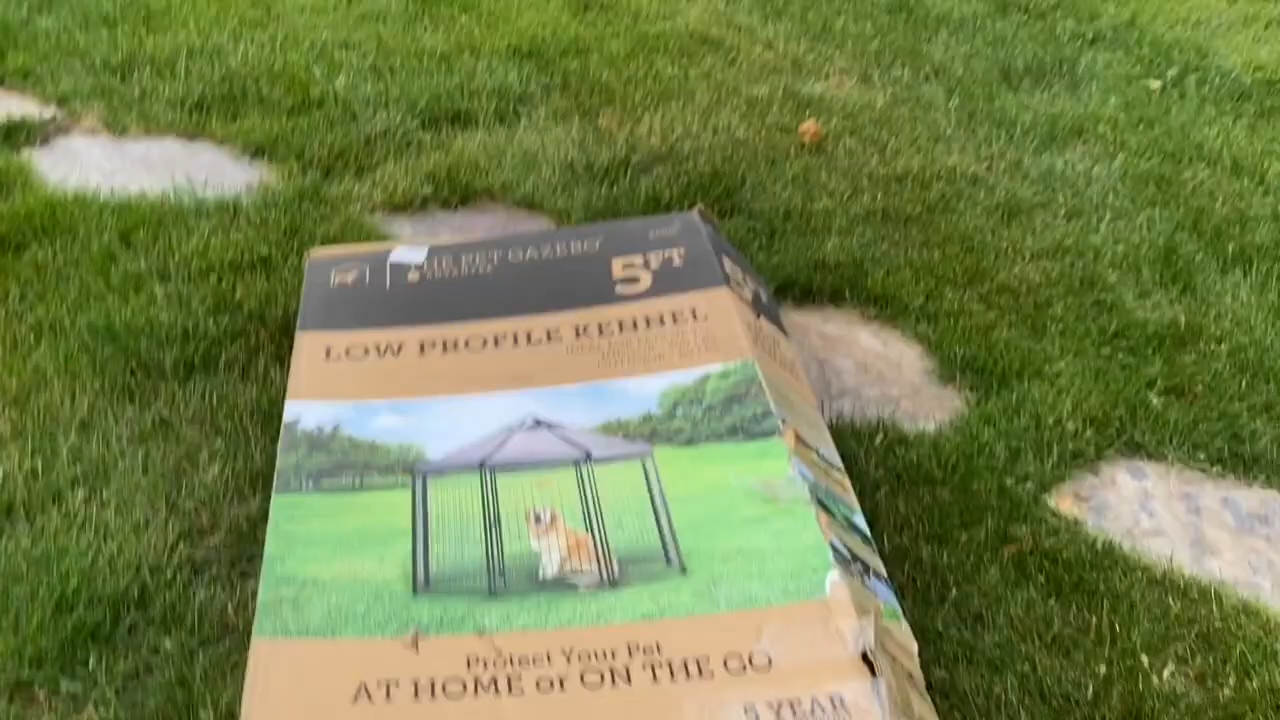 THE PET GAZEBO
5FT
LOW PROFILE KENNEL
Protect Your Pet
AT HOME or ON THE GO
5 YEAR